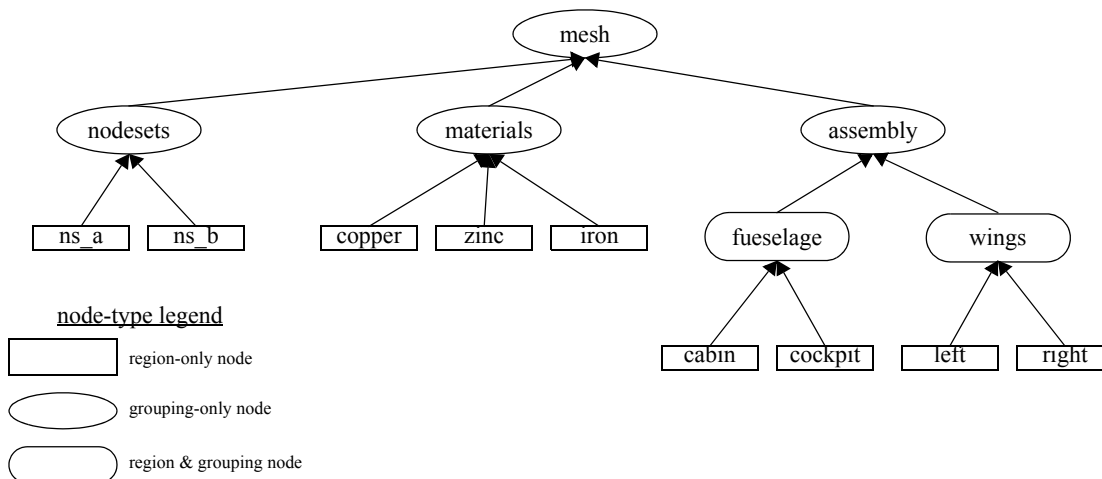 mesh
nodesets materials assembly
ns_a ns_b copper zinc iron
fueselage wings
node-type legend
cabin cockpit left right
region-only node
grouping-only node
region & grouping node